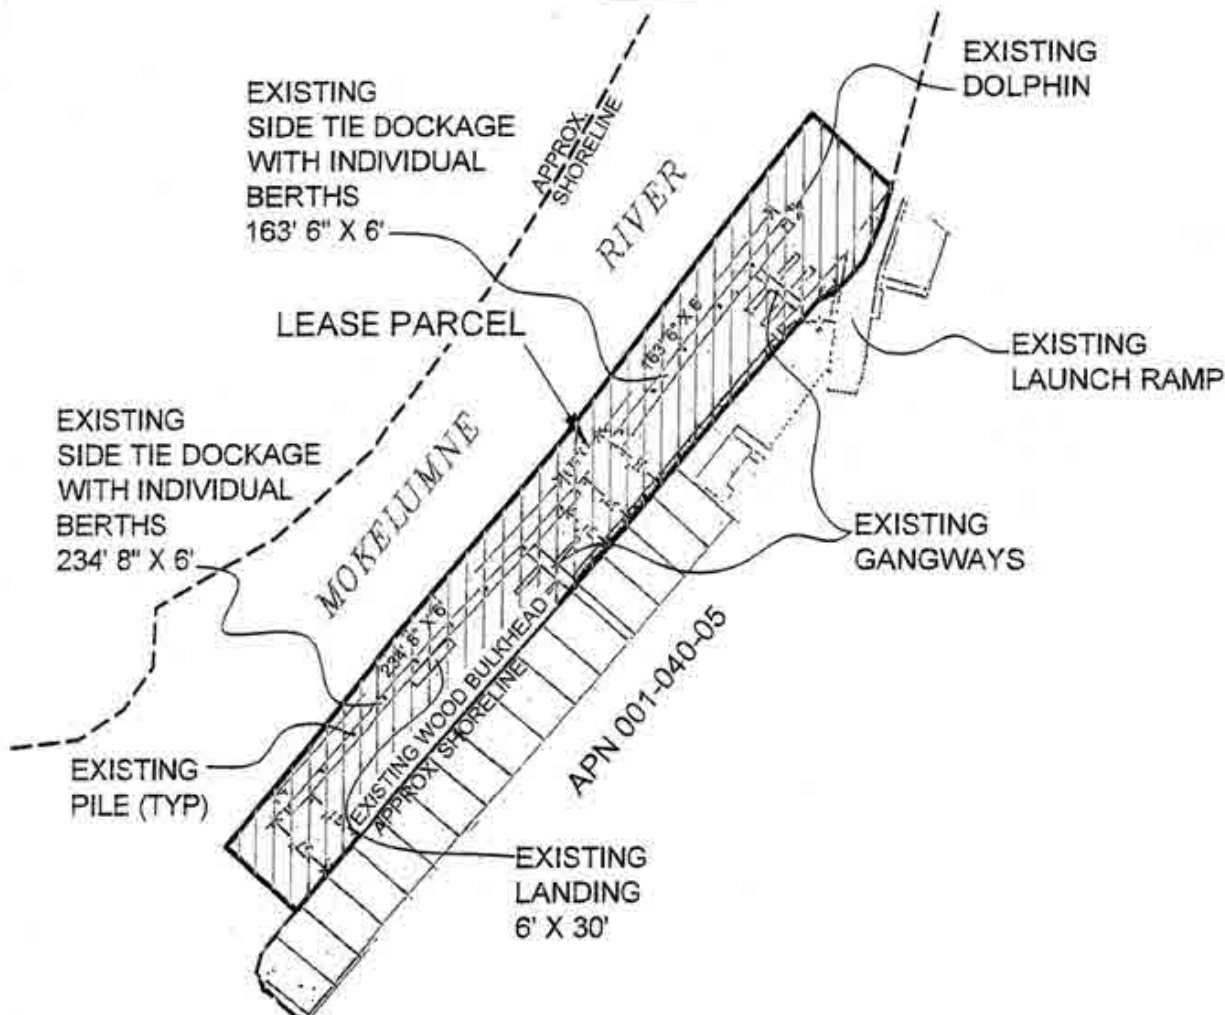 EXISTING
DOLPHIN
EXISTING
SIDE TIE DOCKAGE
WITH INDIVIDUAL
BERTHS
163' 6" X 6'
APPROX
SHORELINE
RIVER
LEASE PARCEL
163' 6" X 6'
EXISTING
LAUNCH RAMP
EXISTING
SIDE TIE DOCKAGE
WITH INDIVIDUAL
BERTHS
234' 8" X 6'
MOKELUMNE
EXISTING
GANGWAYS
234' 8" X 6'
EXISTING WOOD BULKHEAD
APPROX SHORELINE
APN 001-040-05
EXISTING
PILE (TYP)
EXISTING
LANDING
6' X 30'